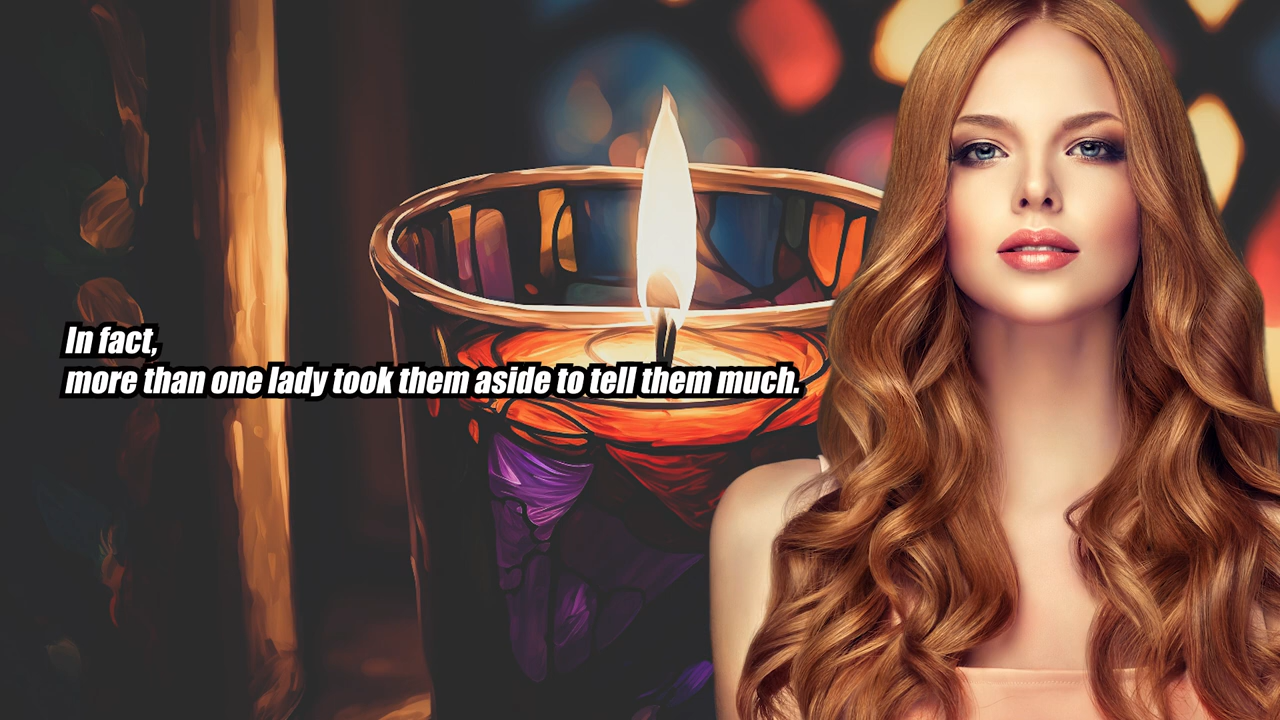 In fact,
more than one lady took them aside to tell them much.